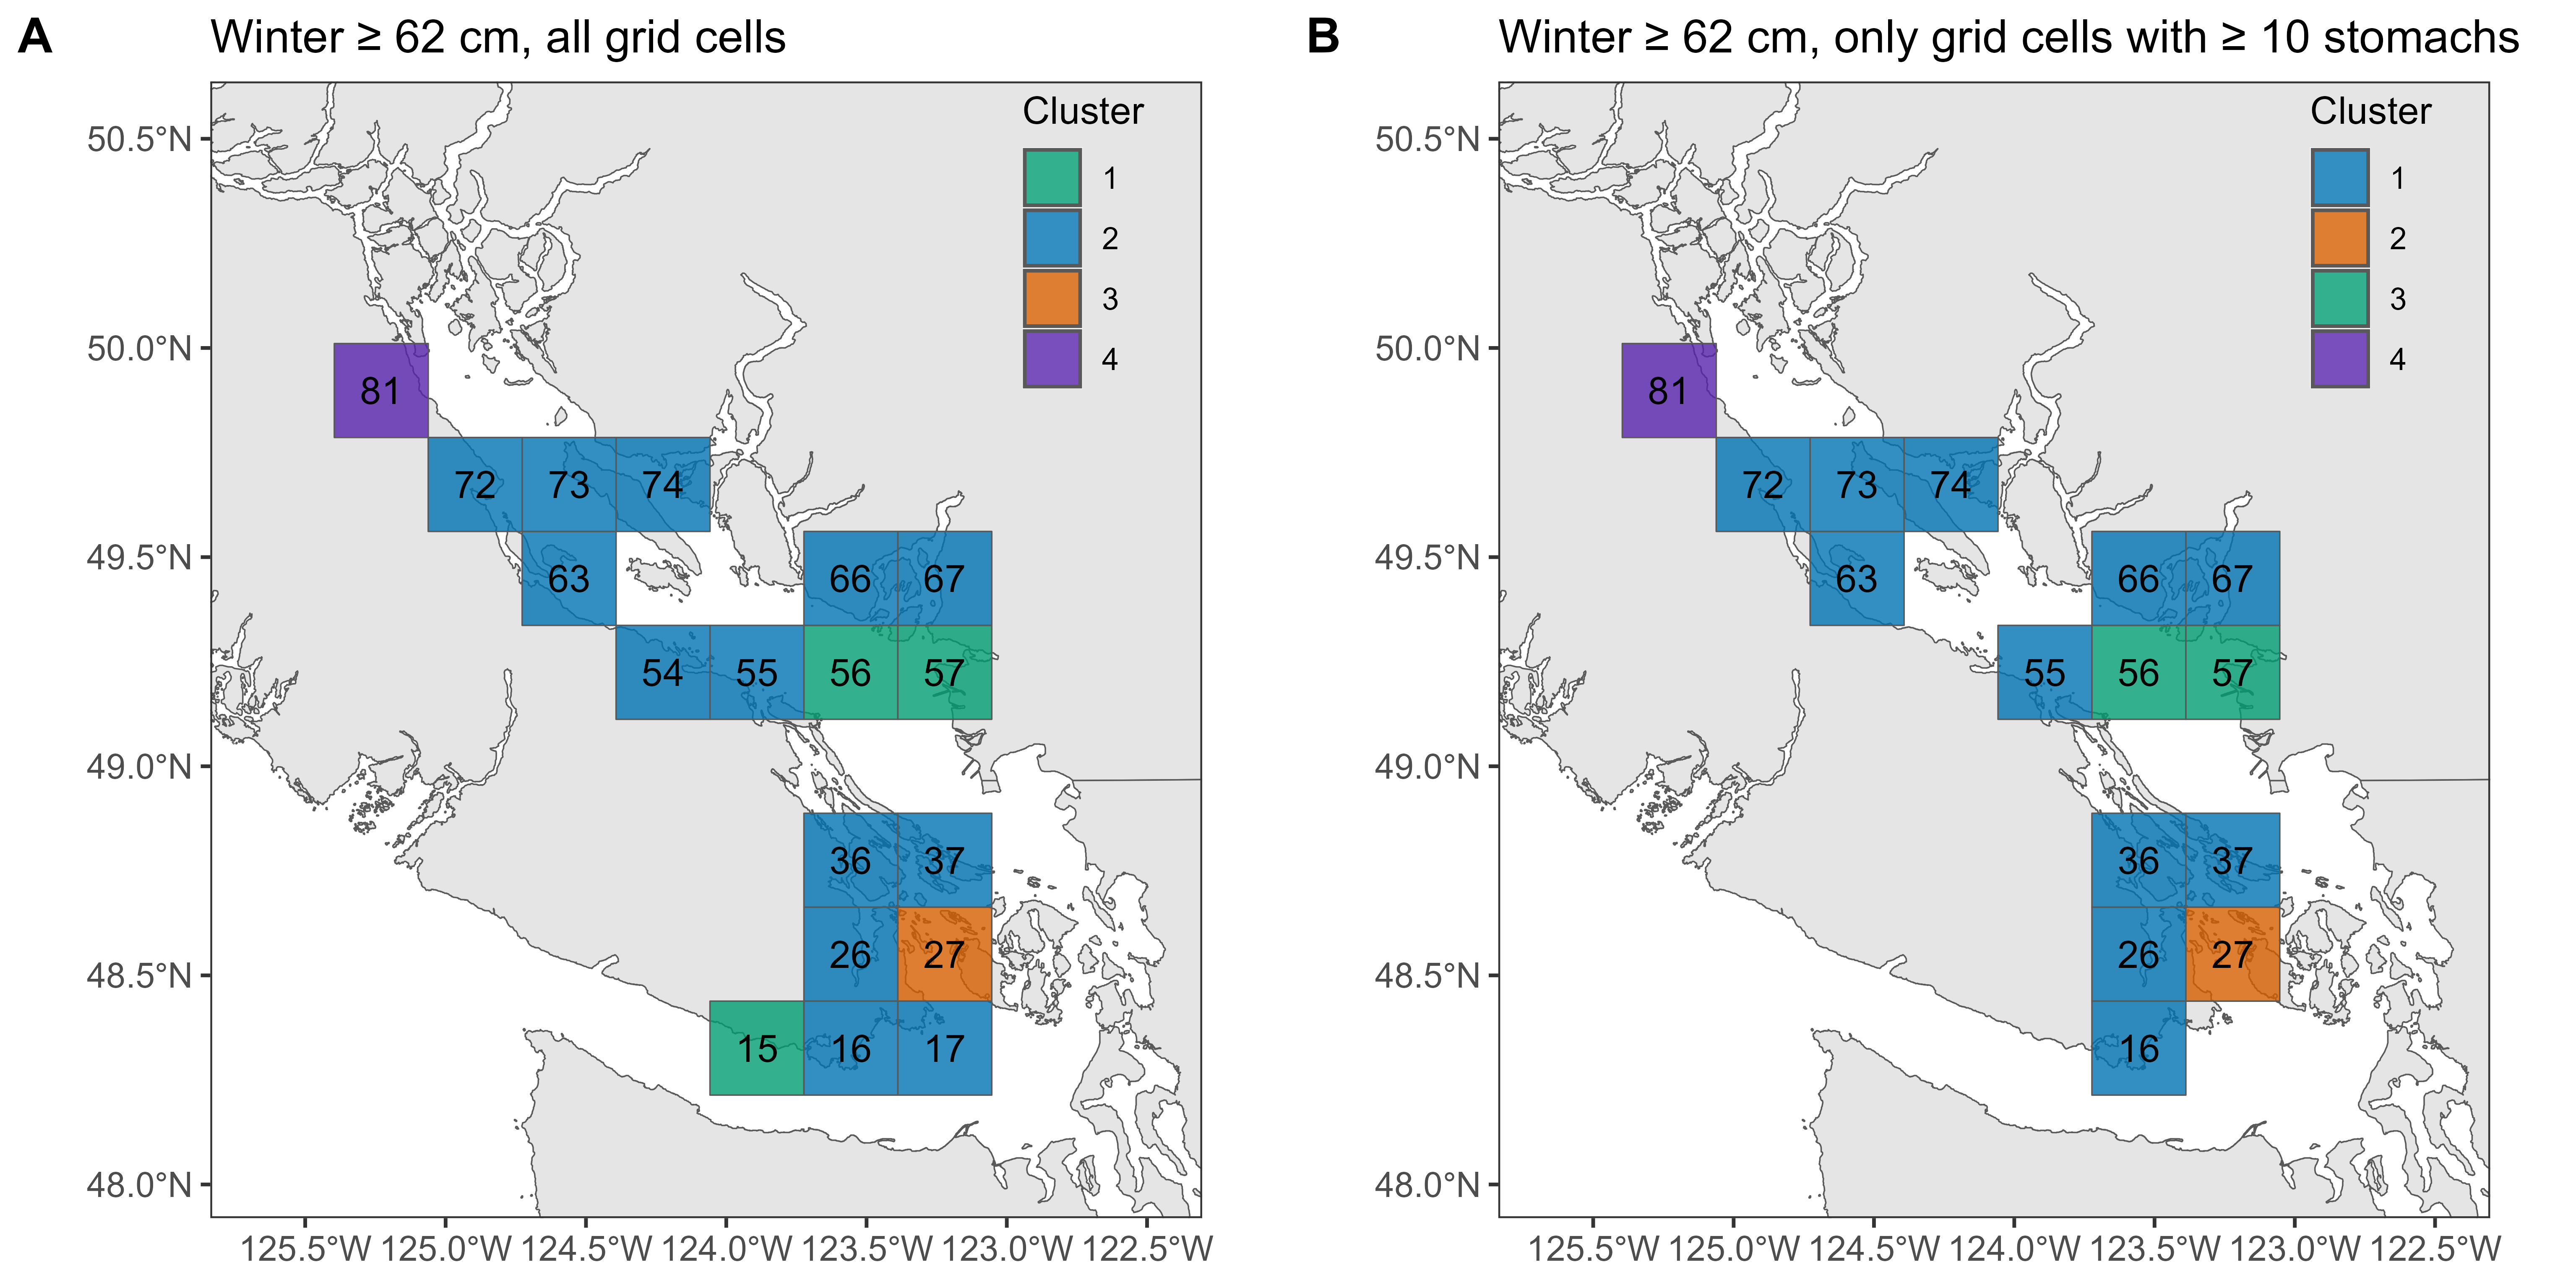 A
Winter ≥ 62 cm, all grid cells
Cluster
1
2
3
4
50.5°N
50.0°N
49.5°N
49.0°N
48.5°N
48.0°N
81
72 73 74
63 66 67
54 55 56 57
36 37
26 27
15 16 17
125.5°W 125.0°W 124.5°W 124.0°W 123.5°W 123.0°W 122.5°W
B
Winter ≥ 62 cm, only grid cells with ≥ 10 stomachs
Cluster
1
2
3
4
50.5°N
50.0°N
49.5°N
49.0°N
48.5°N
48.0°N
81
72 73 74
63 66 67
55 56 57
36 37
26 27
16
125.5°W 125.0°W 124.5°W 124.0°W 123.5°W 123.0°W 122.5°W